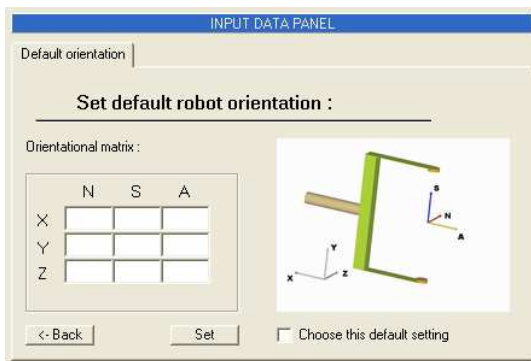 INPUT DATA PANEL
Default orientation
Set default robot orientation :
Orientational matrix :
N S A
X
Y
Z
S
N
A
Y
X
Z
<- Back
Set
Choose this default setting